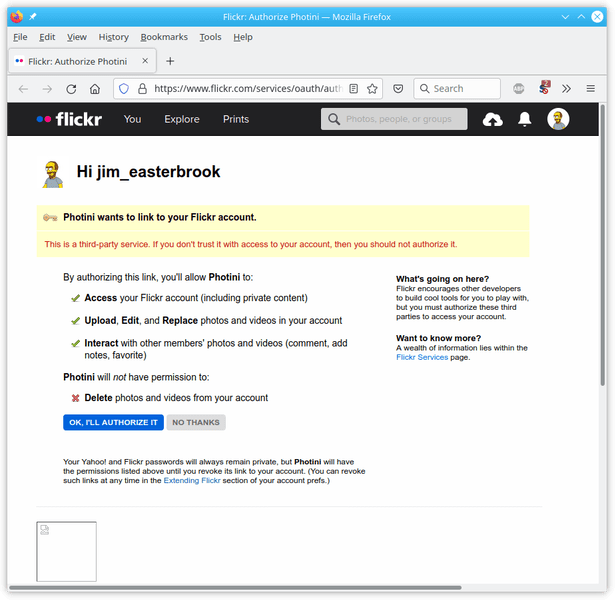 Flickr: Authorize Photini — Mozilla Firefox
File Edit View History Bookmarks Tools Help
Flickr: Authorize Photini
https://www.flickr.com/services/oauth/auth
Search
ABP
2
flickr
You Explore Prints
Photos, people, or groups
Hi jim_easterbrook
Photini wants to link to your Flickr account.
This is a third-party service. If you don't trust it with access to your account, then you should not authorize it.
By authorizing this link, you'll allow Photini to:
Access your Flickr account (including private content)
Upload, Edit, and Replace photos and videos in your account
Interact with other members' photos and videos (comment, add
notes, favorite)
Photini will not have permission to:
Delete photos and videos from your account
OK, I'LL AUTHORIZE IT
NO THANKS
What's going on here?
Flickr encourages other developers
to build cool tools for you to play with,
but you must authorize these third
parties to access your account.
Want to know more?
A wealth of information lies within the
Flickr Services page.
Your Yahoo! and Flickr passwords will always remain private, but Photini will have
the permissions listed above until you revoke its link to your account. (You can revoke
such links at any time in the Extending Flickr section of your account prefs.)